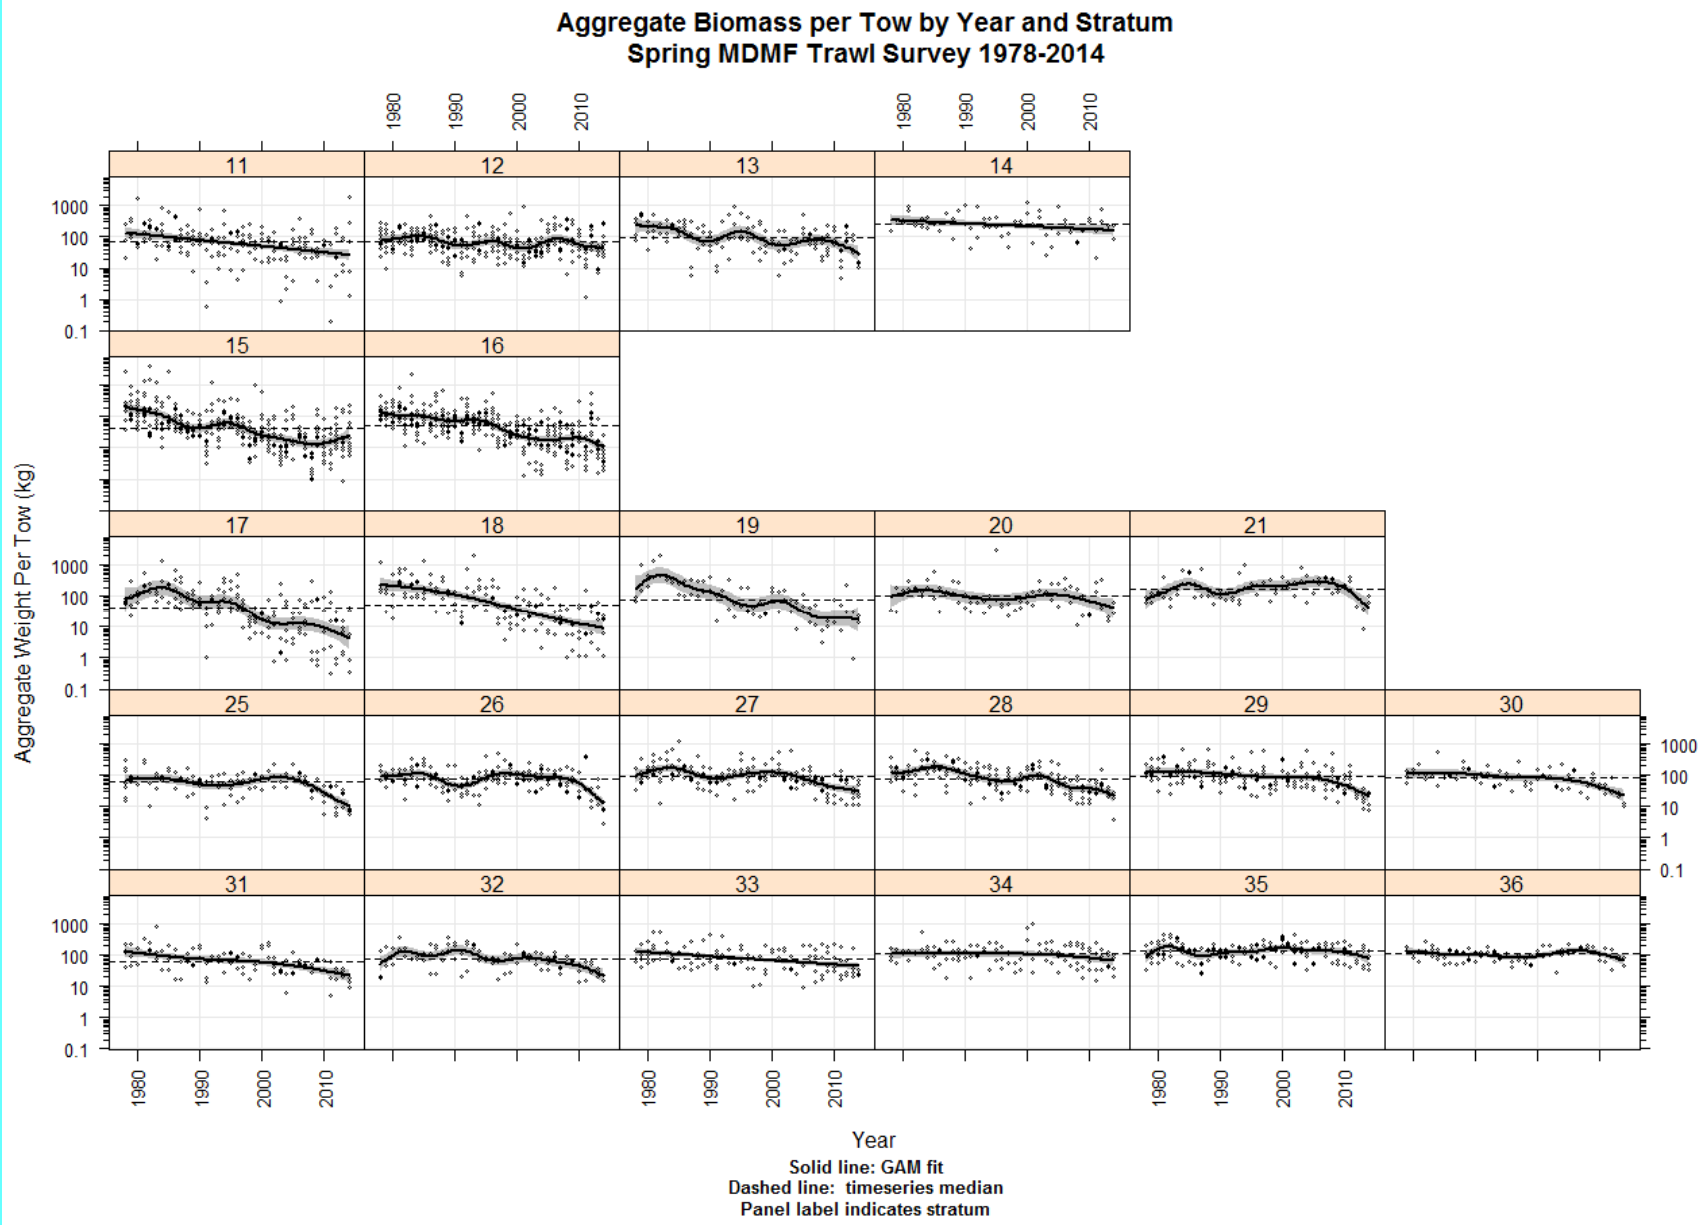 Aggregate Biomass per Tow by Year and Stratum
Spring MDMF Trawl Survey 1978-2014
1980 1990 2000 2010 1980 1990 2000 2010
11 12 13 14
1000
100
10
1
0.1
15 16
17 18 19 20 21
1000
100
10
1
0.1
25 26 27 28 29 30
1000
100
10
1
0.1
31 32 33 34 35 36
1000
100
10
1
0.1
1980 1990 2000 2010 1980 1990 2000 2010 1980 1990 2000 2010
Aggregate Weight Per Tow (kg)
Year
Solid line: GAM fit
Dashed line: timeseries median
Panel label indicates stratum